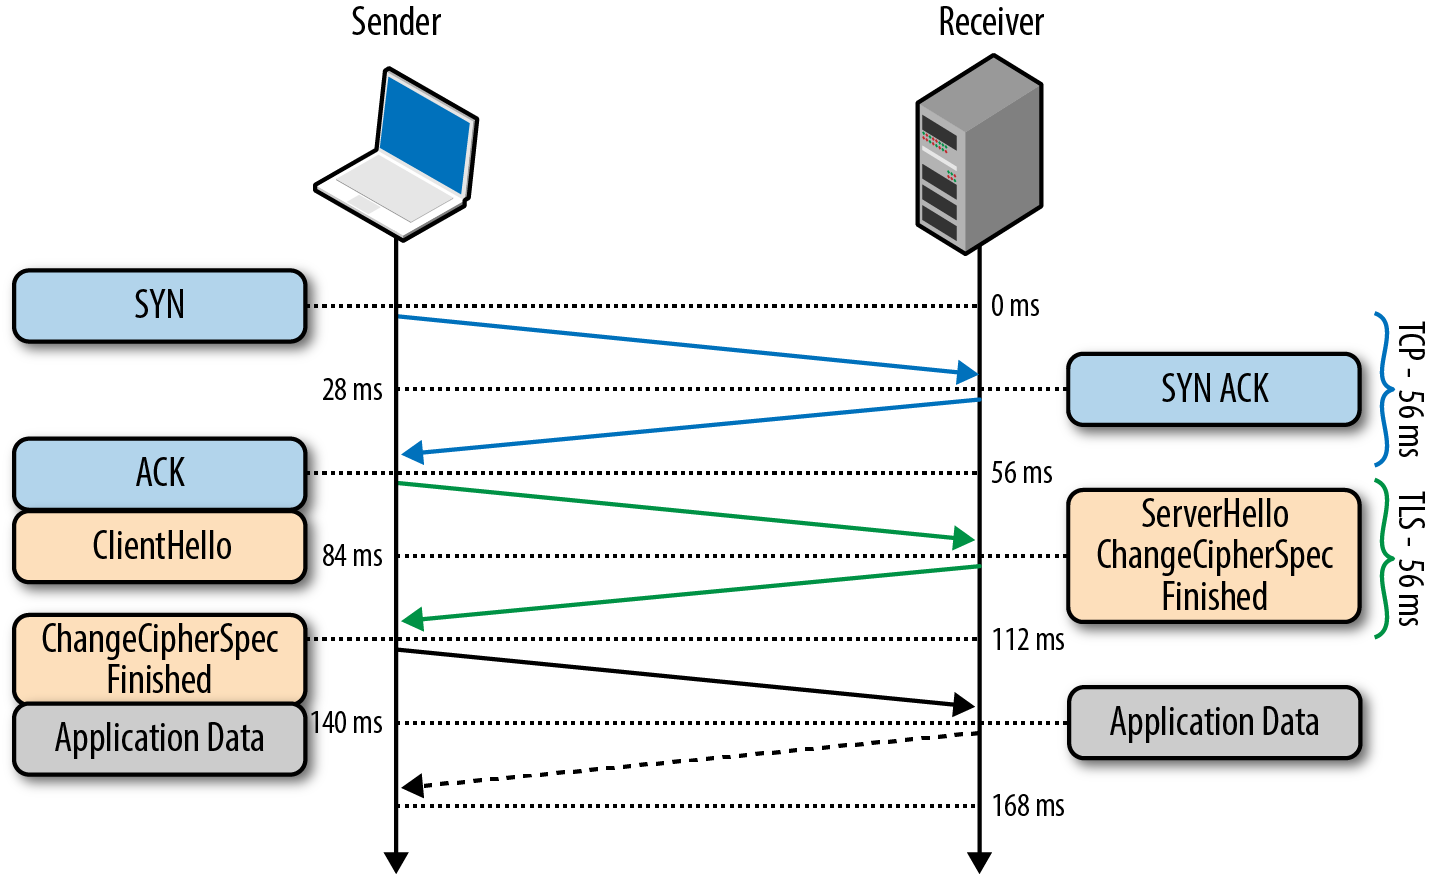 Sender
Receiver
SYN
0 ms
28 ms
SYN ACK
TCP - 56 ms
ACK
56 ms
ClientHello
84 ms
ServerHello
ChangeCipherSpec
Finished
TLS - 56 ms
ChangeCipherSpec
Finished
112 ms
Application Data
140 ms
Application Data
168 ms